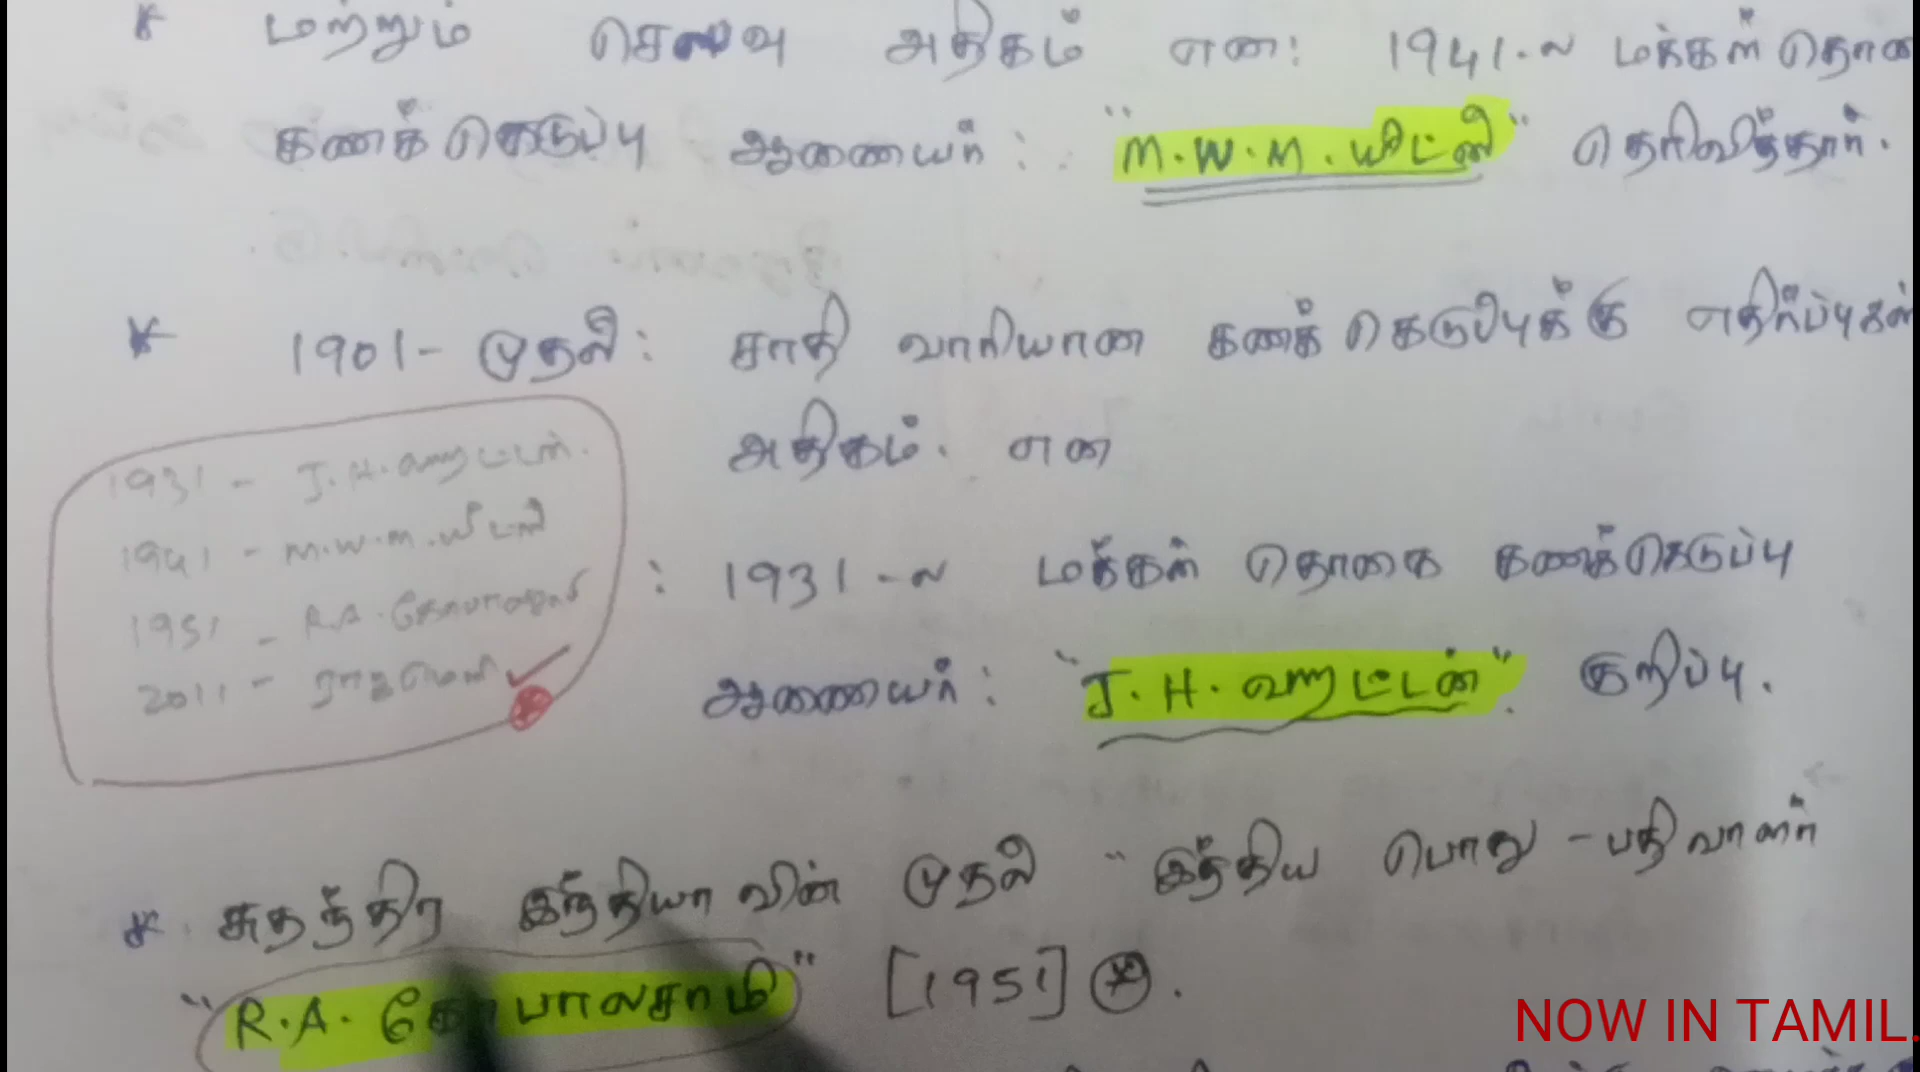 * மற்றும் செலவு அதிகம் என: 1941-ல மக்கள் தொகை
கணக்கெடுப்பு ஆணையர்: "M.W.M. யீட்ஸ்" தெரிவித்தார்.
* 1901- முதல்: சாதி வாரியான கணக்கெடுப்புக்கு எதிர்ப்புகள்
அதிகம். என
1931 - J.H. ஹட்டன்.
1941 - M.W.M. யீட்ஸ்
1951 - R.A. கோபாலசாமி
2011 -
: 1931-ல மக்கள் தொகை கணக்கெடுப்பு
ஆணையர்: "J.H. ஹட்டன்". குறிப்பு.
* சுதந்திர இந்தியாவின் முதல் "இந்திய பொது - பதிவாளர்
"R.A. கோபாலசாமி" [1951] *.
NOW IN TAMIL.